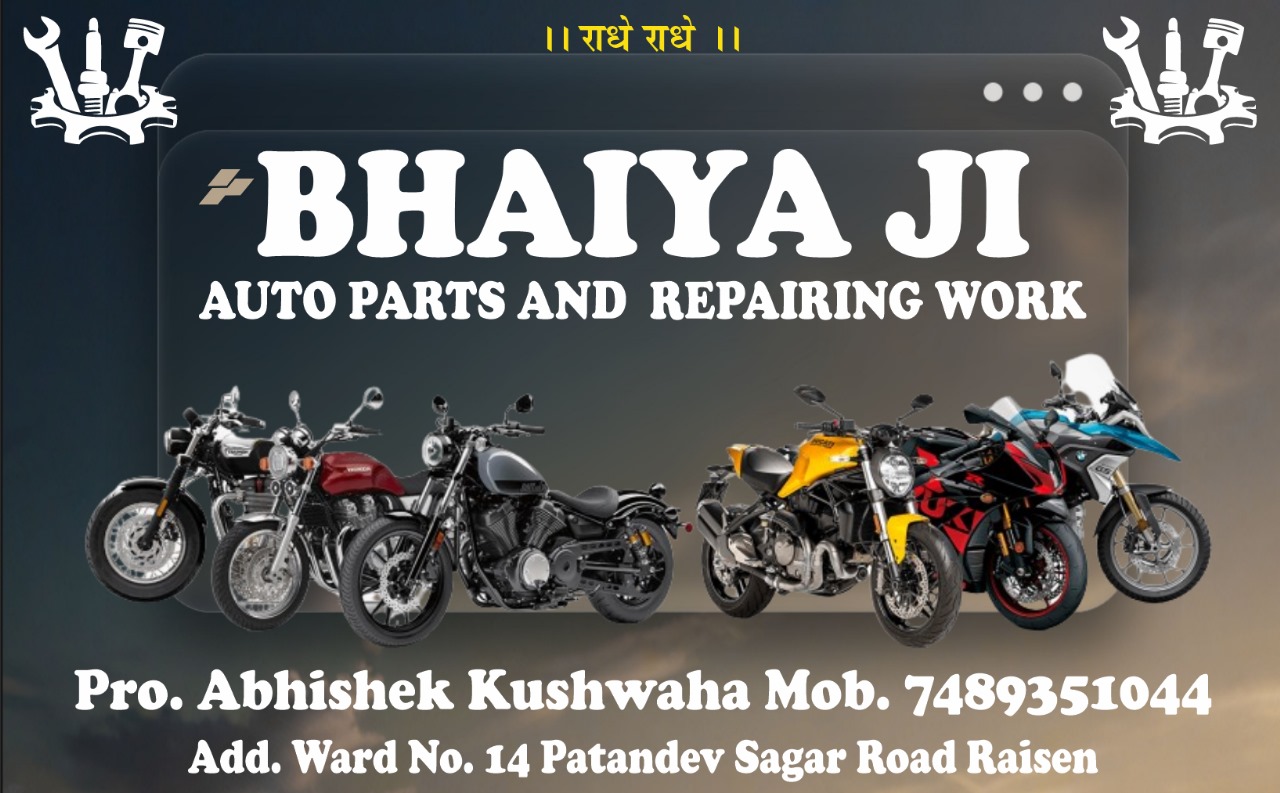 ।। राधे राधे ।।
BHAIYA JI
AUTO PARTS AND REPAIRING WORK
Pro. Abhishek Kushwaha Mob. 7489351044
Add. Ward No. 14 Patandev Sagar Road Raisen